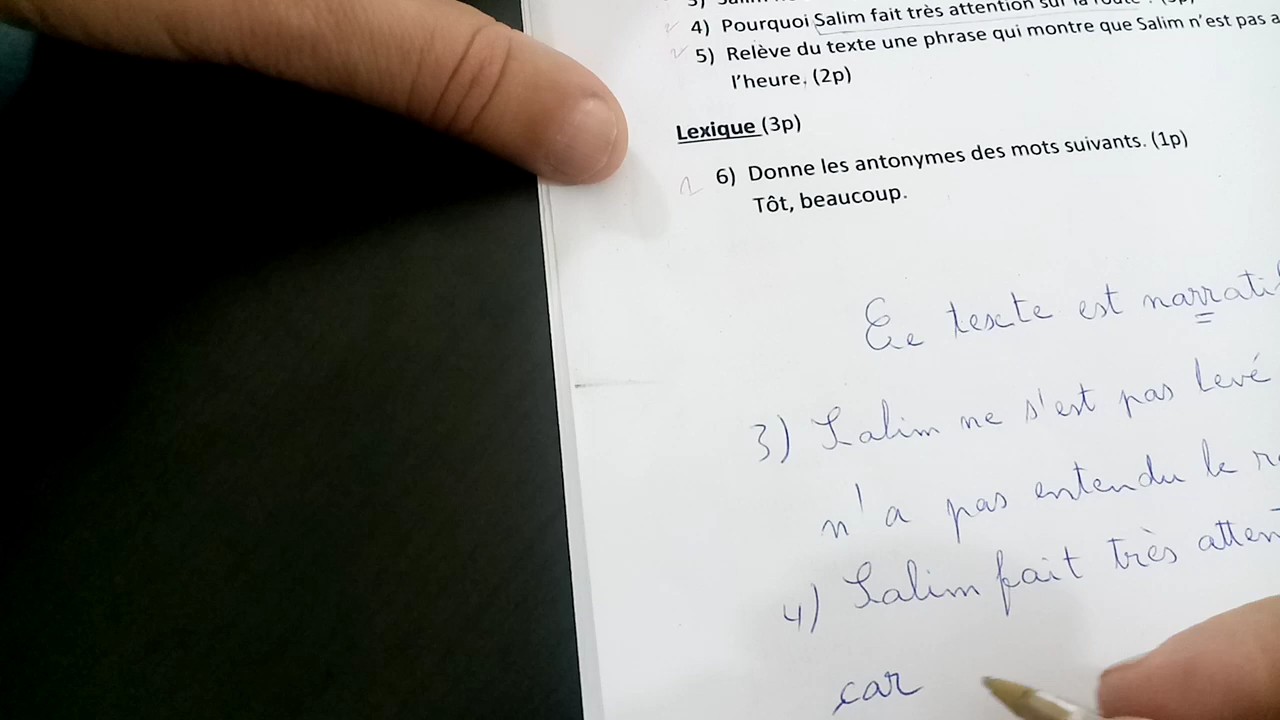 4) Pourquoi Salim fait très attention sur la route
5) Relève du texte une phrase qui montre que Salim n'est pas a
l'heure. (2p)
Lexique (3p)
6) Donne les antonymes des mots suivants. (1p)
Tôt, beaucoup.
Le texte est narrati
3) Salim ne s'est pas levé
n'a pas entendu le
4) Salim fait très atten
car